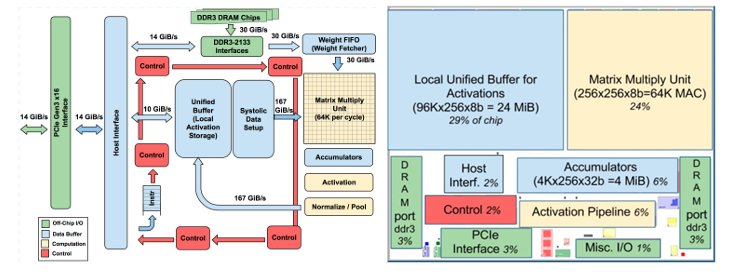 DDR3 DRAM Chips
30 GiB/s
14 GiB/s
DDR3-2133
Interfaces
30 GiB/s
Weight FIFO
(Weight Fetcher)
30 GiB/s
Control
Control
PCIe Gen3 x16
Interface
14 GiB/s
14 GiB/s
Host Interface
10 GiB/s
Unified
Buffer
(Local
Activation
Storage)
Systolic
Data
Setup
167
GiB/s
Matrix Multiply
Unit
(64K per cycle)
Control
Accumulators
Activation
Normalize / Pool
167 GiB/s
Instr
Control
Control
Off-Chip I/O
Data Buffer
Computation
Control
Local Unified Buffer for
Activations
(96Kx256x8b = 24 MiB)
29% of chip
Matrix Multiply Unit
(256x256x8b=64K MAC)
24%
D
R
A
M
port
ddr3
3%
Host
Interf. 2%
Accumulators
(4Kx256x32b =4 MiB) 6%
D
R
A
M
port
ddr3
3%
Control 2%
Activation Pipeline 6%
PCIe
Interface 3%
Misc. I/O 1%